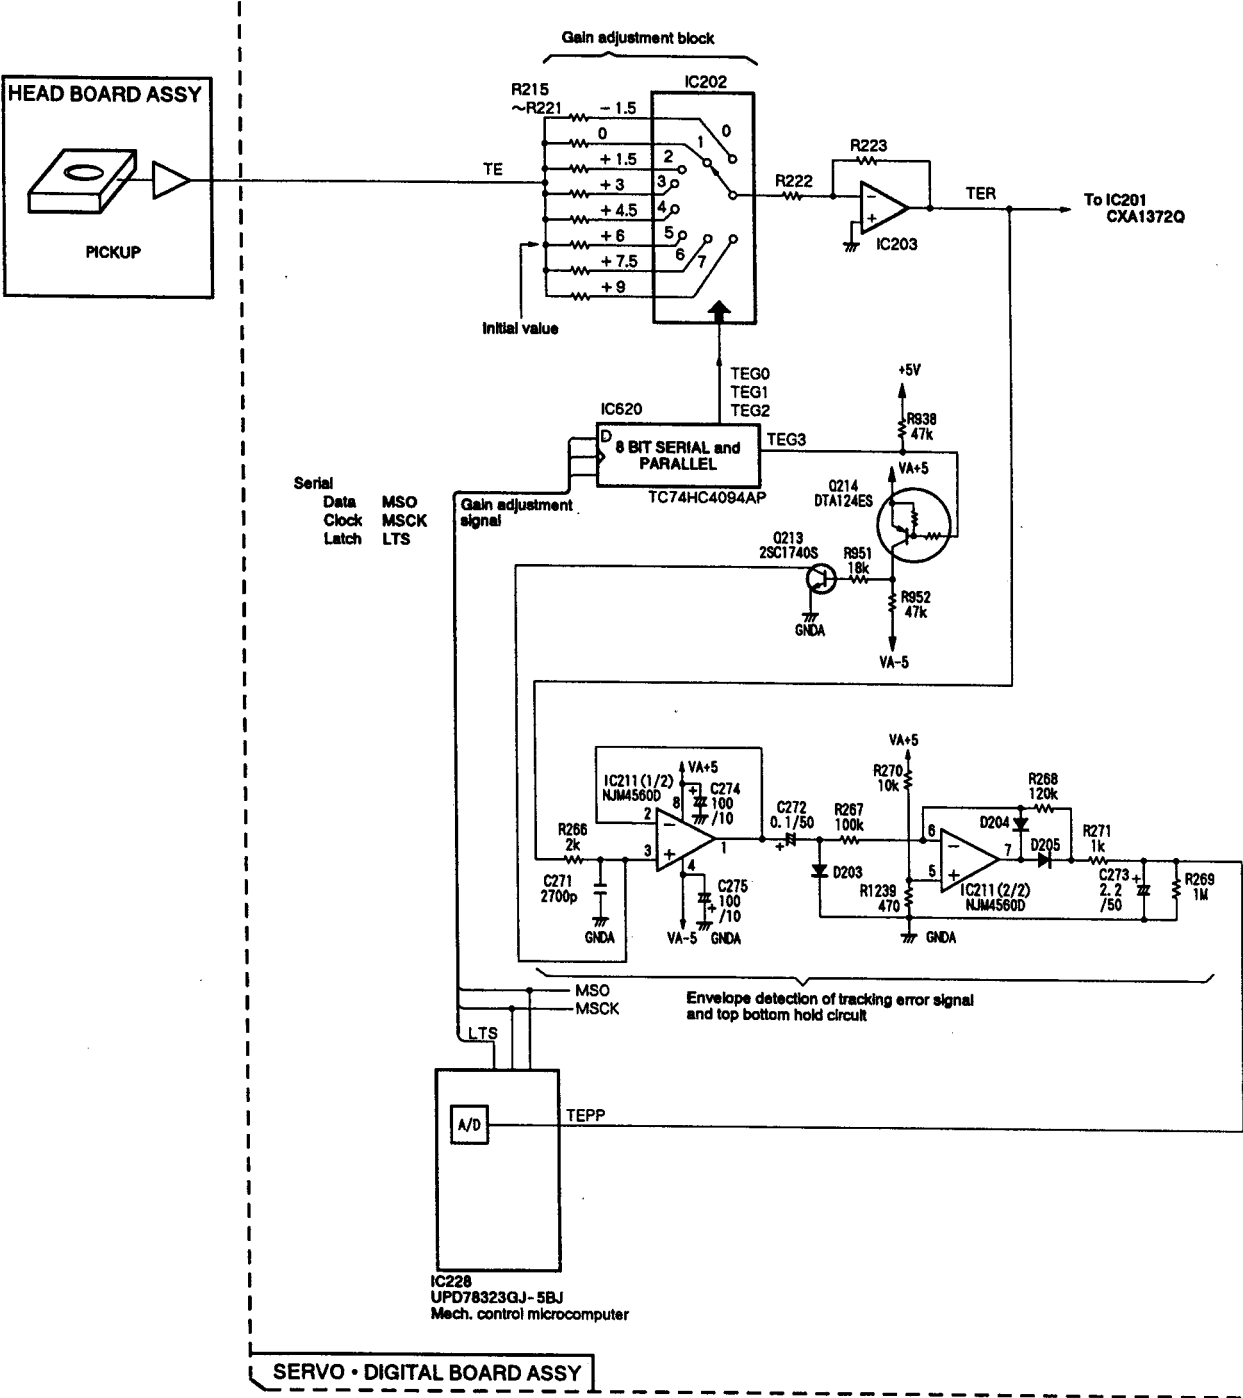 Gain adjustment block
HEAD BOARD ASSY
PICKUP
R215
~R221
IC202
- 1.5
0
+ 1.5
+ 3
+ 4.5
+ 6
+ 7.5
+ 9
0
1
2
3
4
5
6
7
TE
Initial value
R222
R223
-
+
IC203
TER
To IC201
CXA1372Q
TEG0
TEG1
TEG2
IC620
D
8 BIT SERIAL and
PARALLEL
TC74HC4094AP
TEG3
+5V
R938
47k
VA+5
Q214
DTA124ES
Serial
Data MSO
Clock MSCK
Latch LTS
Gain adjustment
signal
Q213
2SC1740S
R951
18k
R952
47k
GNDA
VA-5
IC211 (1/2)
NJM4560D
VA+5
8
+
C274
100
/10
2
-
3
+
1
4
R266
2k
C271
2700p
GNDA
VA-5
C275
100
+
/10
GNDA
C272
0.1/50
+
R267
100k
D203
VA+5
R270
10k
R1239
470
GNDA
6
-
5
+
7
IC211 (2/2)
NJM4560D
D204
R268
120k
D205
R271
1k
C273
+
2.2
/50
R269
1M
Envelope detection of tracking error signal
and top bottom hold circuit
MSO
MSCK
LTS
A/D
TEPP
IC228
UPD78323GJ-5BJ
Mech. control microcomputer
SERVO • DIGITAL BOARD ASSY